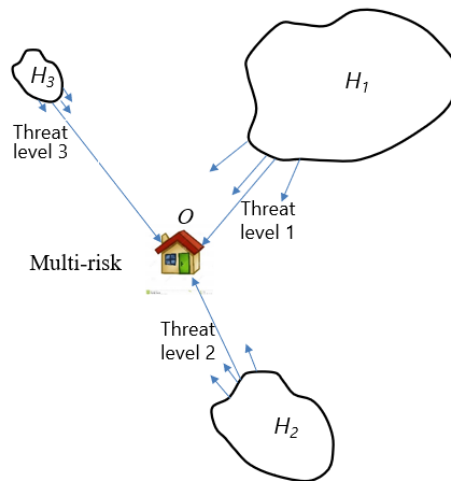 H₁
H₃
Threat
level 3
O
Threat
level 1
Multi-risk
Threat
level 2
H₂